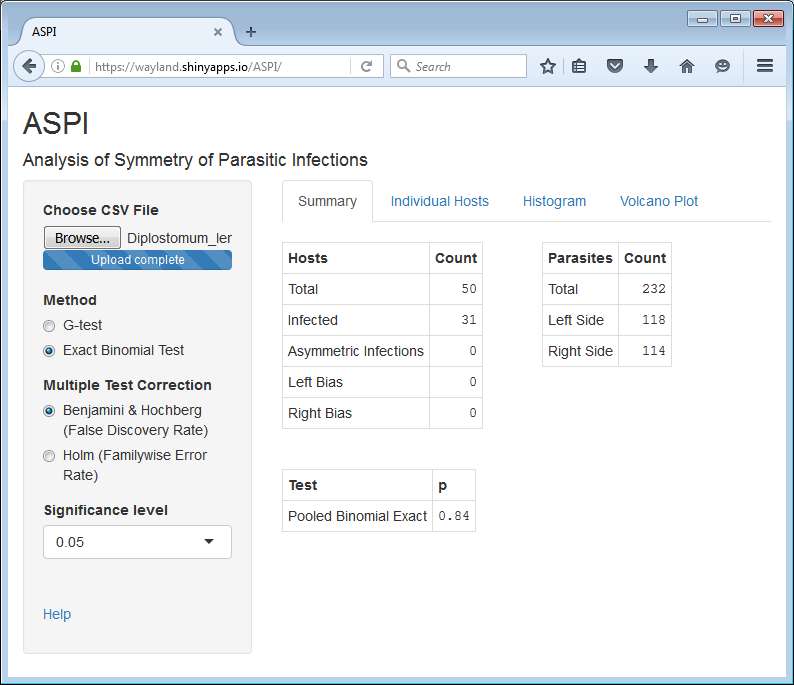 ASPI
https://wayland.shinyapps.io/ASPI/
Search
ASPI
Analysis of Symmetry of Parasitic Infections
Choose CSV File
Browse... Diplostomum_ler
Upload complete
Method
G-test
Exact Binomial Test
Multiple Test Correction
Benjamini & Hochberg
(False Discovery Rate)
Holm (Familywise Error
Rate)
Significance level
0.05
Help
Summary Individual Hosts Histogram Volcano Plot
Hosts Count
Total 50
Infected 31
Asymmetric Infections 0
Left Bias 0
Right Bias 0
Parasites Count
Total 232
Left Side 118
Right Side 114
Test p
Pooled Binomial Exact 0.84